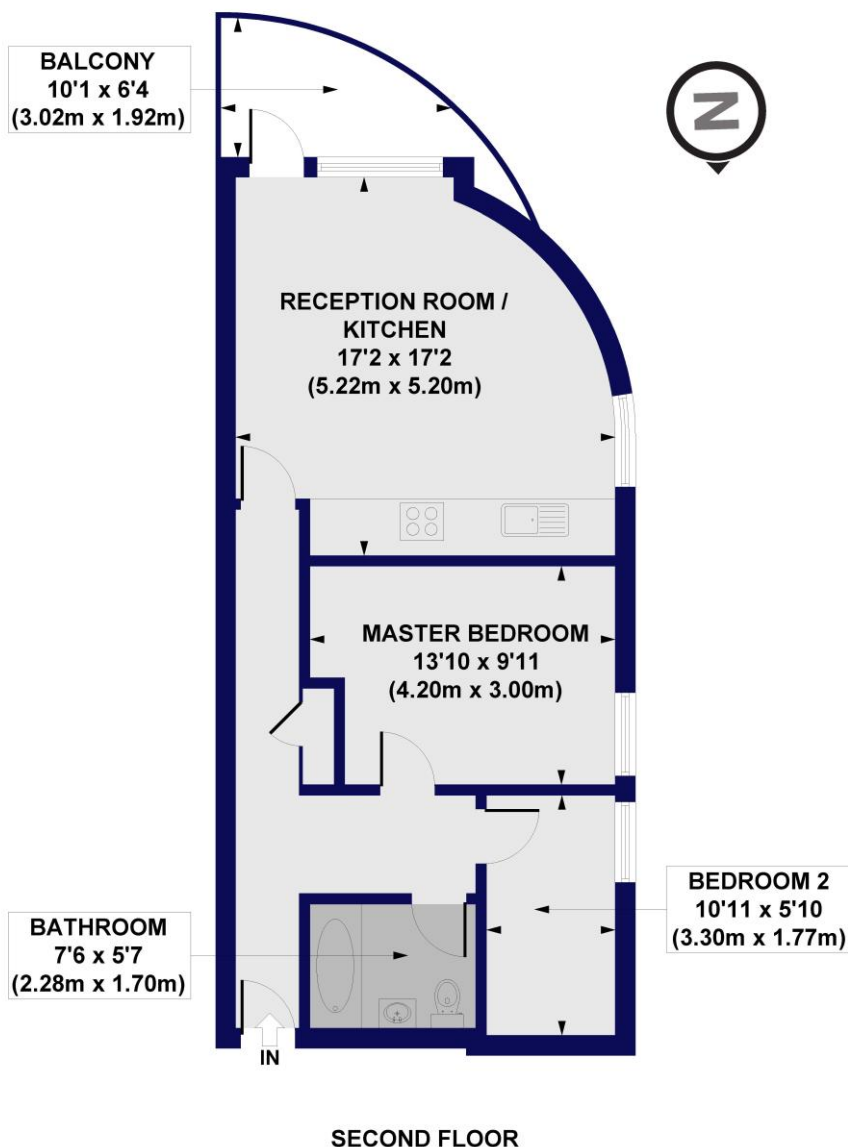 BALCONY
10'1 x 6'4
(3.02m x 1.92m)
N
RECEPTION ROOM /
KITCHEN
17'2 x 17'2
(5.22m x 5.20m)
MASTER BEDROOM
13'10 x 9'11
(4.20m x 3.00m)
BEDROOM 2
10'11 x 5'10
(3.30m x 1.77m)
BATHROOM
7'6 x 5'7
(2.28m x 1.70m)
IN
SECOND FLOOR